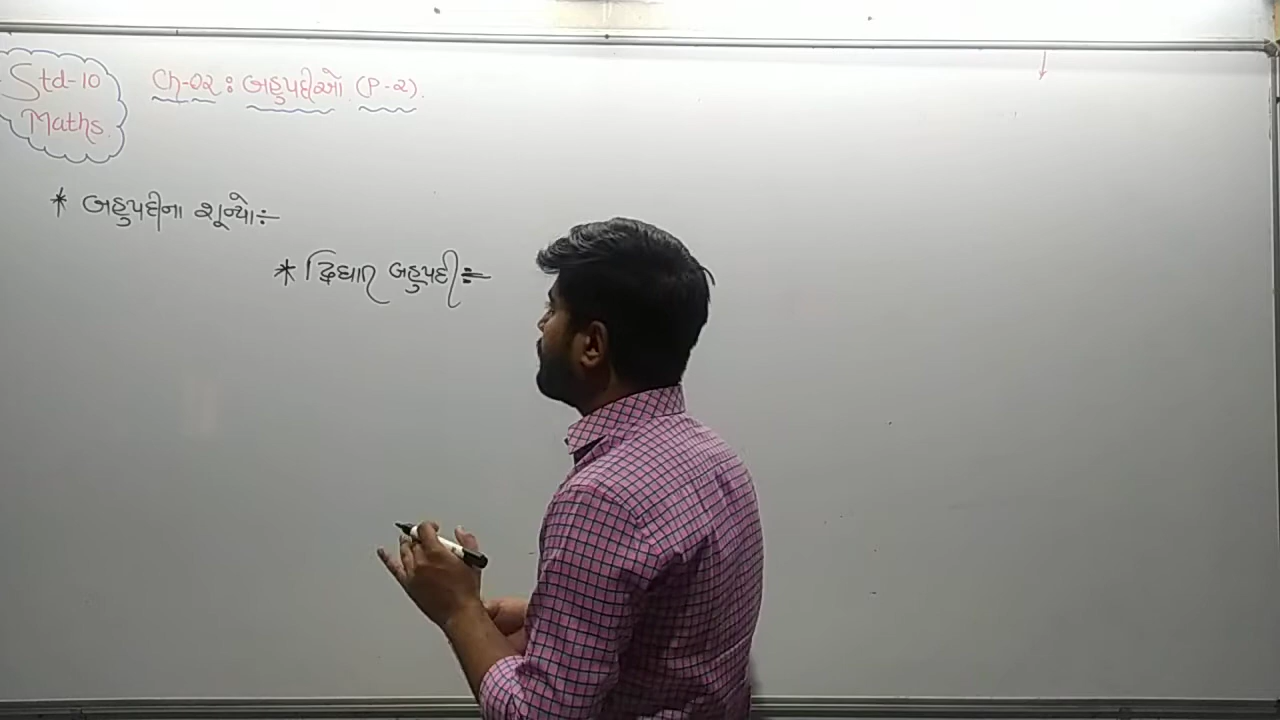 Std-10
Maths.
Ch-02 : બહુપદીઓ (P-2).
* બહુપદીના શૂન્યો :-
* દ્વિઘાત બહુપદી :-